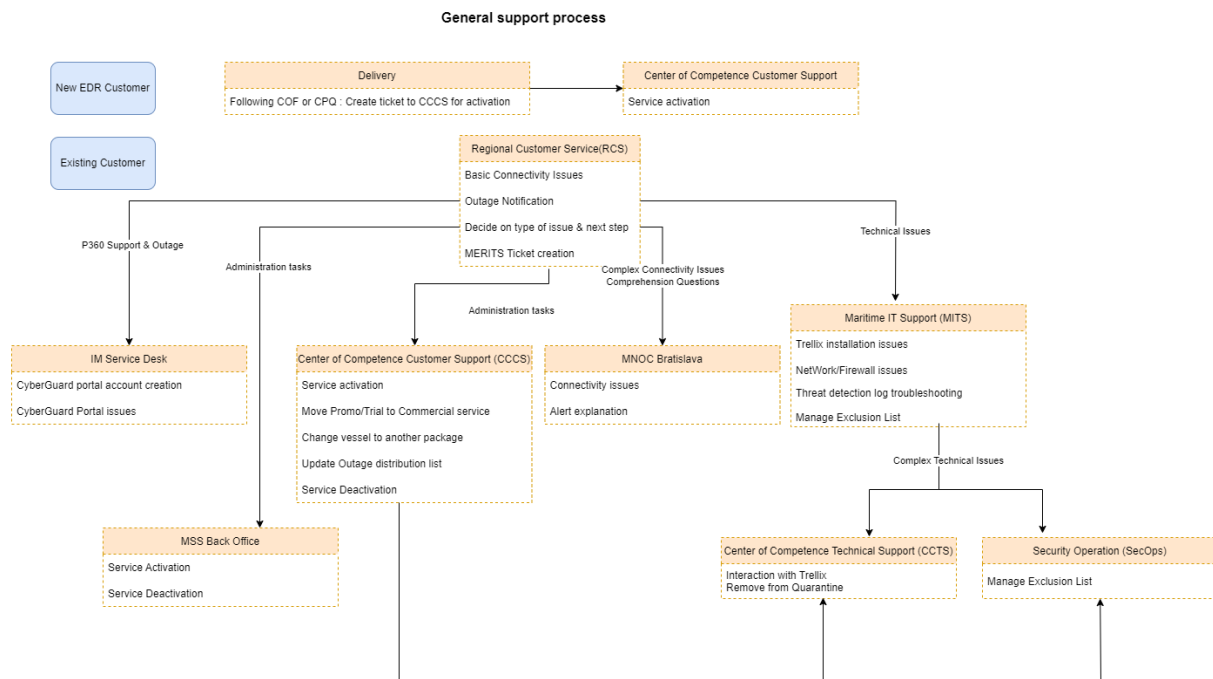 General support process
New EDR Customer
Delivery
Following COF or CPQ : Create ticket to CCCS for activation
Center of Competence Customer Support
Service activation
Existing Customer
Regional Customer Service(RCS)
Basic Connectivity Issues
Outage Notification
Decide on type of issue & next step
MERITS Ticket creation
P360 Support & Outage
Administration tasks
Administration tasks
Complex Connectivity Issues
Comprehension Questions
Technical Issues
IM Service Desk
CyberGuard portal account creation
CyberGuard Portal issues
Center of Competence Customer Support (CCCS)
Service activation
Move Promo/Trial to Commercial service
Change vessel to another package
Update Outage distribution list
Service Deactivation
MNOC Bratislava
Connectivity issues
Alert explanation
Maritime IT Support (MITS)
Trellix installation issues
NetWork/Firewall issues
Threat detection log troubleshooting
Manage Exclusion List
Complex Technical Issues
MSS Back Office
Service Activation
Service Deactivation
Center of Competence Technical Support (CCTS)
Interaction with Trellix
Remove from Quarantine
Security Operation (SecOps)
Manage Exclusion List